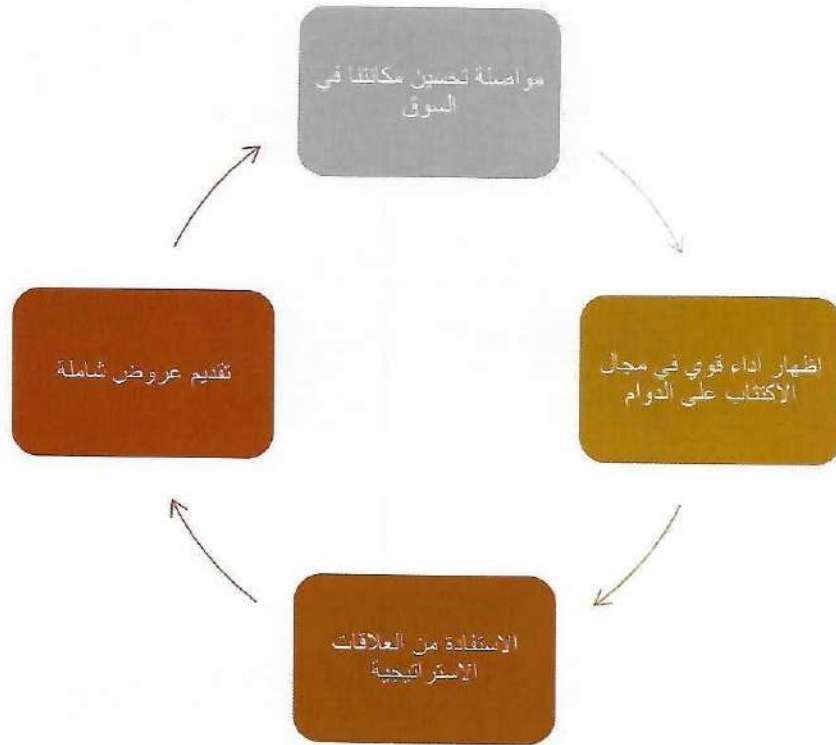 مواصلة تحسين مكانتنا في
السوق
إظهار أداء قوي في مجال
الاكتتاب على الدوام
الاستفادة من العلاقات
الاستراتيجية
تقديم عروض شاملة